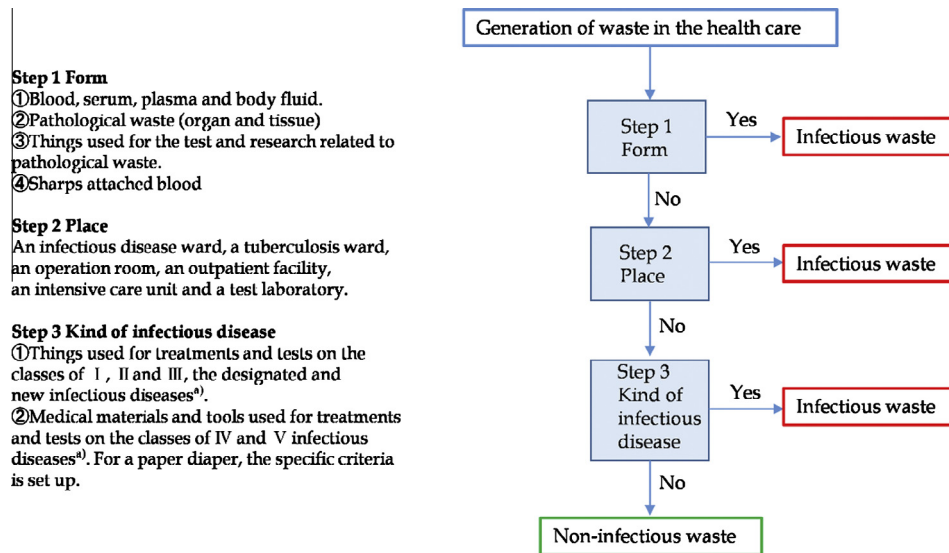 Step 1 Form
①Blood, serum, plasma and body fluid.
②Pathological waste (organ and tissue)
③Things used for the test and research related to
pathological waste.
④Sharps attached blood
Step 2 Place
An infectious disease ward, a tuberculosis ward,
an operation room, an outpatient facility,
an intensive care unit and a test laboratory.
Step 3 Kind of infectious disease
①Things used for treatments and tests on the
classes of Ⅰ, Ⅱ and Ⅲ, the designated and
new infectious diseasesᵃ⁾.
②Medical materials and tools used for treatments
and tests on the classes of Ⅳ and Ⅴ infectious
diseasesᵃ⁾. For a paper diaper, the specific criteria
is set up.
Generation of waste in the health care
Step 1
Form
Yes
Infectious waste
No
Step 2
Place
Yes
Infectious waste
No
Step 3
Kind of
infectious
disease
Yes
Infectious waste
No
Non-infectious waste